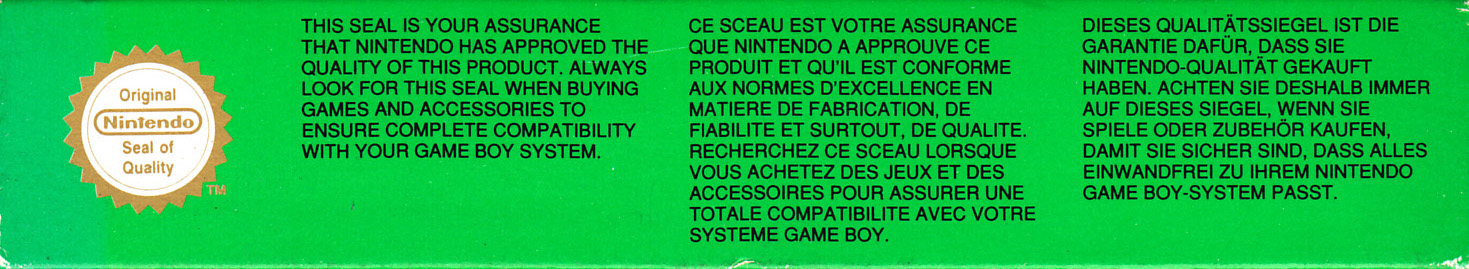 Original
Nintendo
Seal of
Quality
TM
THIS SEAL IS YOUR ASSURANCE
THAT NINTENDO HAS APPROVED THE
QUALITY OF THIS PRODUCT. ALWAYS
LOOK FOR THIS SEAL WHEN BUYING
GAMES AND ACCESSORIES TO
ENSURE COMPLETE COMPATIBILITY
WITH YOUR GAME BOY SYSTEM.
CE SCEAU EST VOTRE ASSURANCE
QUE NINTENDO A APPROUVE CE
PRODUIT ET QU'IL EST CONFORME
AUX NORMES D'EXCELLENCE EN
MATIERE DE FABRICATION, DE
FIABILITE ET SURTOUT, DE QUALITE.
RECHERCHEZ CE SCEAU LORSQUE
VOUS ACHETEZ DES JEUX ET DES
ACCESSOIRES POUR ASSURER UNE
TOTALE COMPATIBILITE AVEC VOTRE
SYSTEME GAME BOY.
DIESES QUALITÄTSSIEGEL IST DIE
GARANTIE DAFÜR, DASS SIE
NINTENDO-QUALITÄT GEKAUFT
HABEN. ACHTEN SIE DESHALB IMMER
AUF DIESES SIEGEL, WENN SIE
SPIELE ODER ZUBEHÖR KAUFEN,
DAMIT SIE SICHER SIND, DASS ALLES
EINWANDFREI ZU IHREM NINTENDO
GAME BOY-SYSTEM PASST.